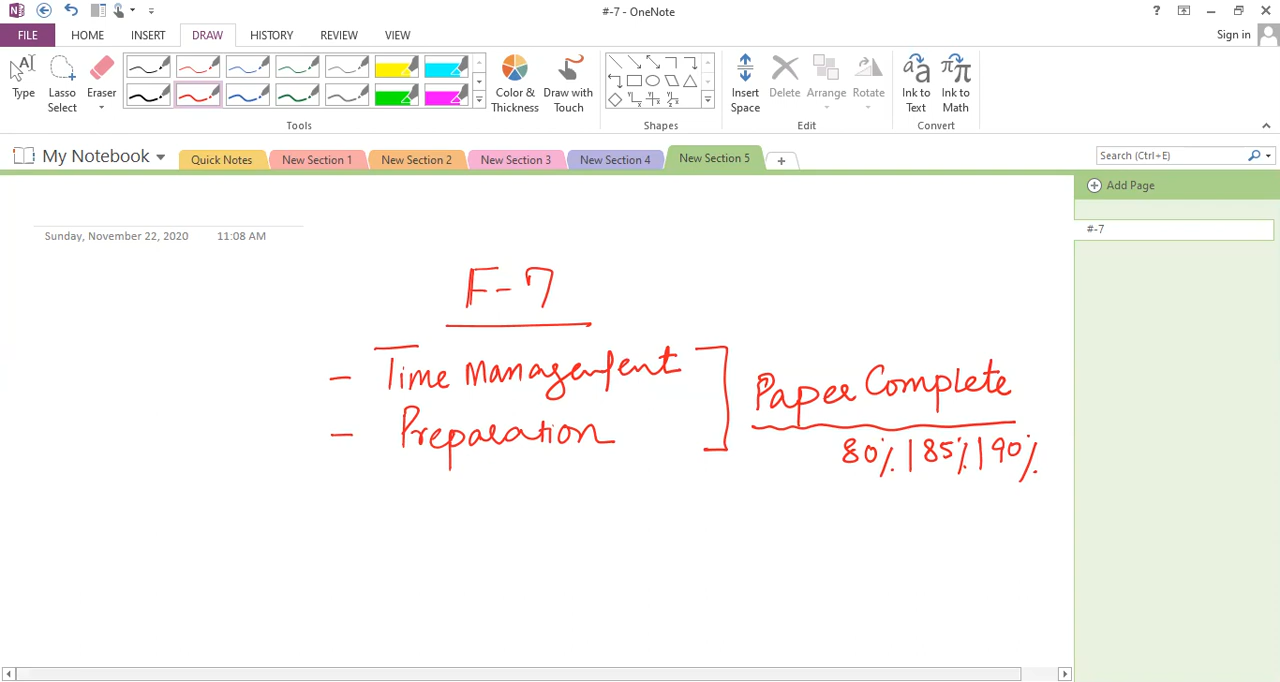 #-7 - OneNote
? 
Sign in
FILE HOME INSERT DRAW HISTORY REVIEW VIEW
Type
Lasso Select
Eraser
Color & Thickness
Draw with Touch
Insert Space
Delete
Arrange
Rotate
Ink to Text
Ink to Math
Tools
Shapes
Edit
Convert
My Notebook
Quick Notes New Section 1 New Section 2 New Section 3 New Section 4 New Section 5
Search (Ctrl+E)
Add Page
#-7
Sunday, November 22, 2020 11:08 AM
F-7
- Time Management
- Preparation
Paper Complete
80% | 85% | 90%